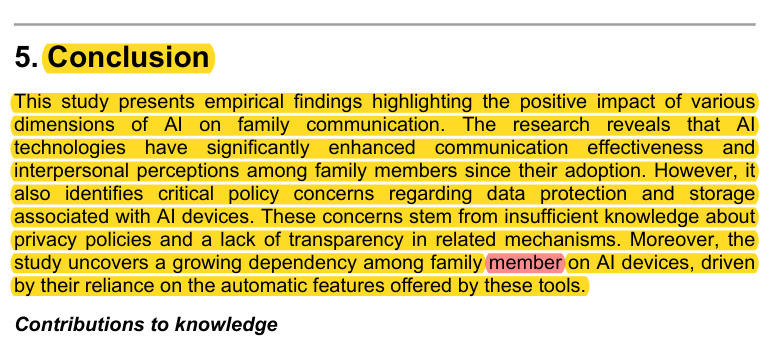 5. Conclusion
This study presents empirical findings highlighting the positive impact of various
dimensions of AI on family communication. The research reveals that AI
technologies have significantly enhanced communication effectiveness and
interpersonal perceptions among family members since their adoption. However, it
also identifies critical policy concerns regarding data protection and storage
associated with AI devices. These concerns stem from insufficient knowledge about
privacy policies and a lack of transparency in related mechanisms. Moreover, the
study uncovers a growing dependency among family member on AI devices, driven
by their reliance on the automatic features offered by these tools.
Contributions to knowledge